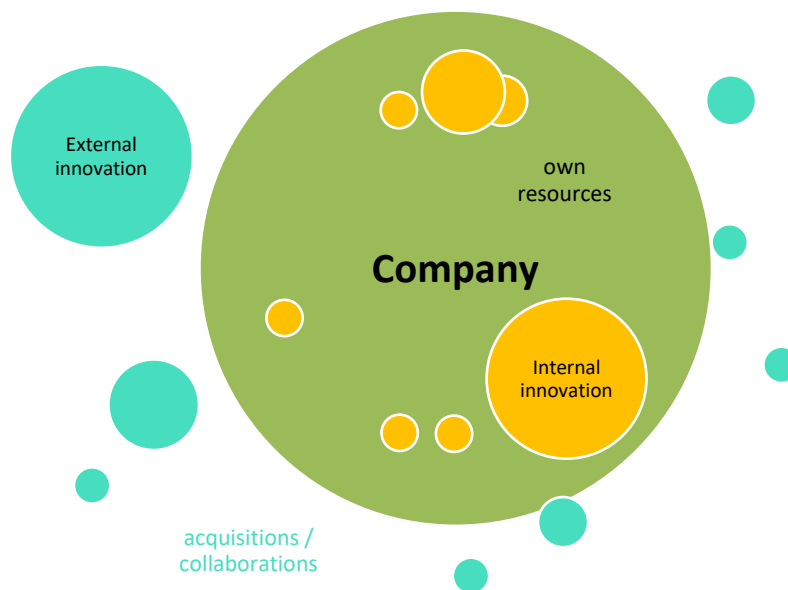 External
innovation
own
resources
Company
Internal
innovation
acquisitions /
collaborations